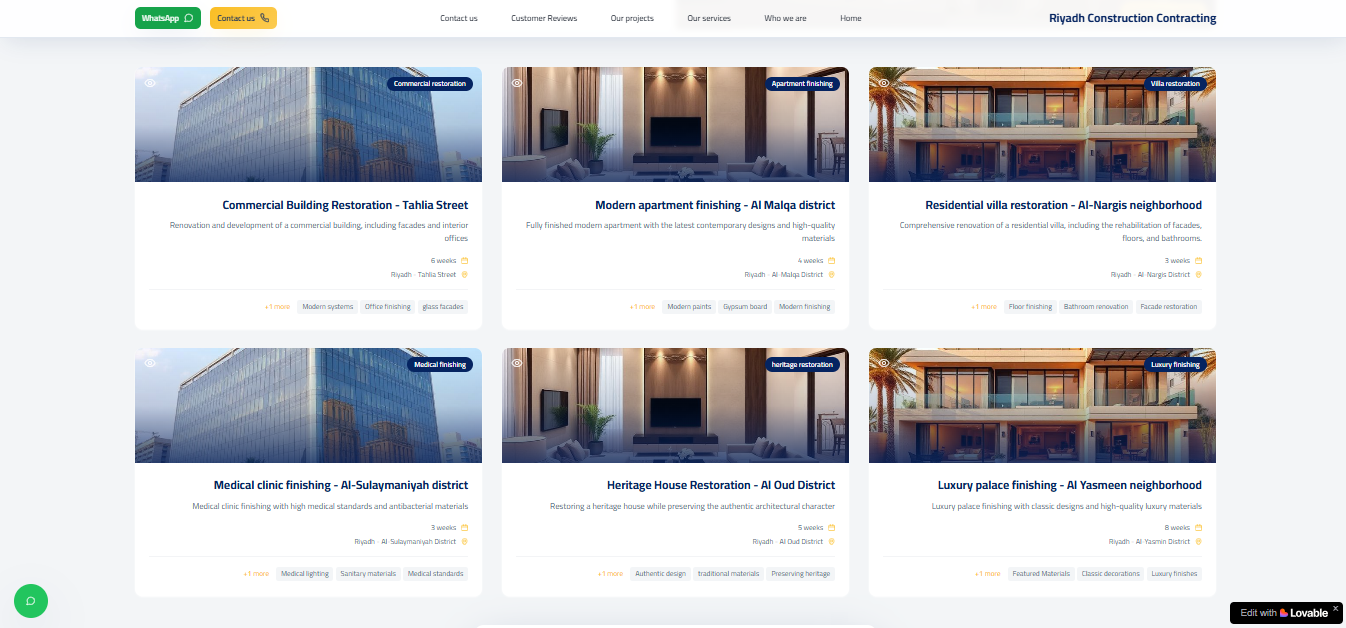 WhatsApp
Contact us
Contact us
Customer Reviews
Our projects
Our services
Who we are
Home
Riyadh Construction Contracting
Commercial restoration
Commercial Building Restoration - Tahlia Street
Renovation and development of a commercial building, including facades and interior
offices
6 weeks
Riyadh - Tahlia Street
+1 more
Modern systems
Office finishing
glass facades
Apartment finishing
Modern apartment finishing - Al Malqa district
Fully finished modern apartment with the latest contemporary designs and high-quality
materials
4 weeks
Riyadh - Al-Malqa District
+1 more
Modern paints
Gypsum board
Modern finishing
Villa restoration
Residential villa restoration - Al-Nargis neighborhood
Comprehensive renovation of a residential villa, including the rehabilitation of facades,
floors, and bathrooms.
3 weeks
Riyadh - Al-Nargis District
+1 more
Floor finishing
Bathroom renovation
Facade restoration
Medical finishing
Medical clinic finishing - Al-Sulaymaniyah district
Medical clinic finishing with high medical standards and antibacterial materials
3 weeks
Riyadh - Al-Sulaymaniyah District
+1 more
Medical lighting
Sanitary materials
Medical standards
heritage restoration
Heritage House Restoration - Al Oud District
Restoring a heritage house while preserving the authentic architectural character
5 weeks
Riyadh - Al Oud District
+1 more
Authentic design
traditional materials
Preserving heritage
Luxury finishing
Luxury palace finishing - Al Yasmeen neighborhood
Luxury palace finishing with classic designs and high-quality luxury materials
8 weeks
Riyadh - Al-Yasmin District
+1 more
Featured Materials
Classic decorations
Luxury finishes
Edit with Lovable